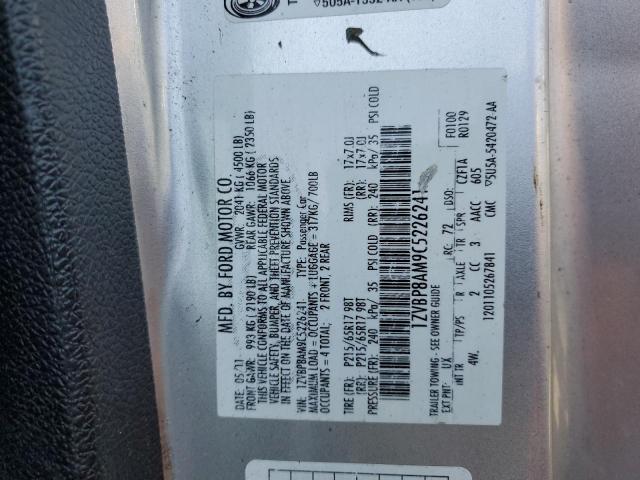 MFD. BY FORD MOTOR CO.
DATE: 05/11 GVWR: 2041 KG ( 4500 LB)
FRONT GAWR: 993 KG ( 2190 LB) REAR GAWR: 1066 KG ( 2350 LB)
THIS VEHICLE CONFORMS TO ALL APPLICABLE FEDERAL MOTOR
VEHICLE SAFETY, BUMPER, AND THEFT PREVENTION STANDARDS
IN EFFECT ON THE DATE OF MANUFACTURE SHOWN ABOVE
VIN: 1ZVBP8AM9C5226241 TYPE: Passenger Car
MAXIMUM LOAD = OCCUPANTS + LUGGAGE = 317KG/ 700LB
OCCUPANTS = 4 TOTAL; 2 FRONT, 2 REAR
TIRE (FR): P215/65R17 98T RIMS (FR): 17x7.0J
(RR): P215/65R17 98T (RR): 17x7.0J
PRESSURE (FR): 240 kPa/ 35 PSI COLD (RR): 240 kPa/ 35 PSI COLD
1ZVBP8AM9C5226241
TRAILER TOWING - SEE OWNER GUIDE F0100
EXT PNT: UX RC: 72 DSO: R0129
INT TR TP/PS R AXLE TR SPR CZF1A
4W. 2 CC 3 AACC 605
1201105267841 CMC 5U5A-5420472-AA